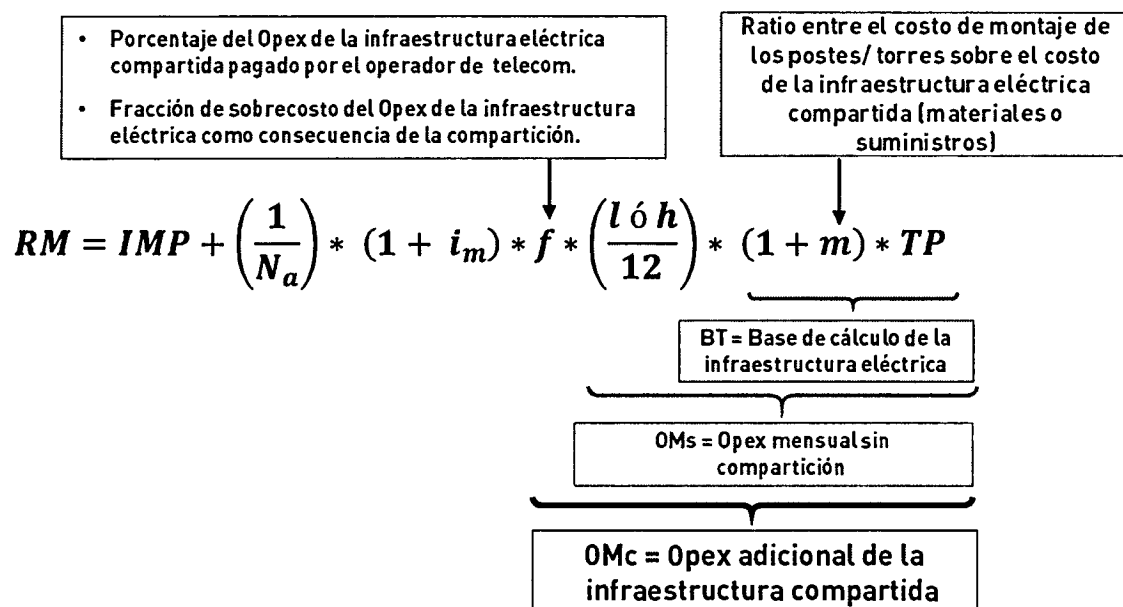 • Porcentaje del Opex de la infraestructura eléctrica
compartida pagado por el operador de telecom.
• Fracción de sobrecosto del Opex de la infraestructura
eléctrica como consecuencia de la compartición.
Ratio entre el costo de montaje de
los postes/ torres sobre el costo
de la infraestructura eléctrica
compartida (materiales o
suministros)
RM = IMP + (1/N_a) * (1 + i_m) * f * (l ó h/12) * (1 + m) * TP
BT = Base de cálculo de la
infraestructura eléctrica
OMs = Opex mensual sin
compartición
OMc = Opex adicional de la
infraestructura compartida